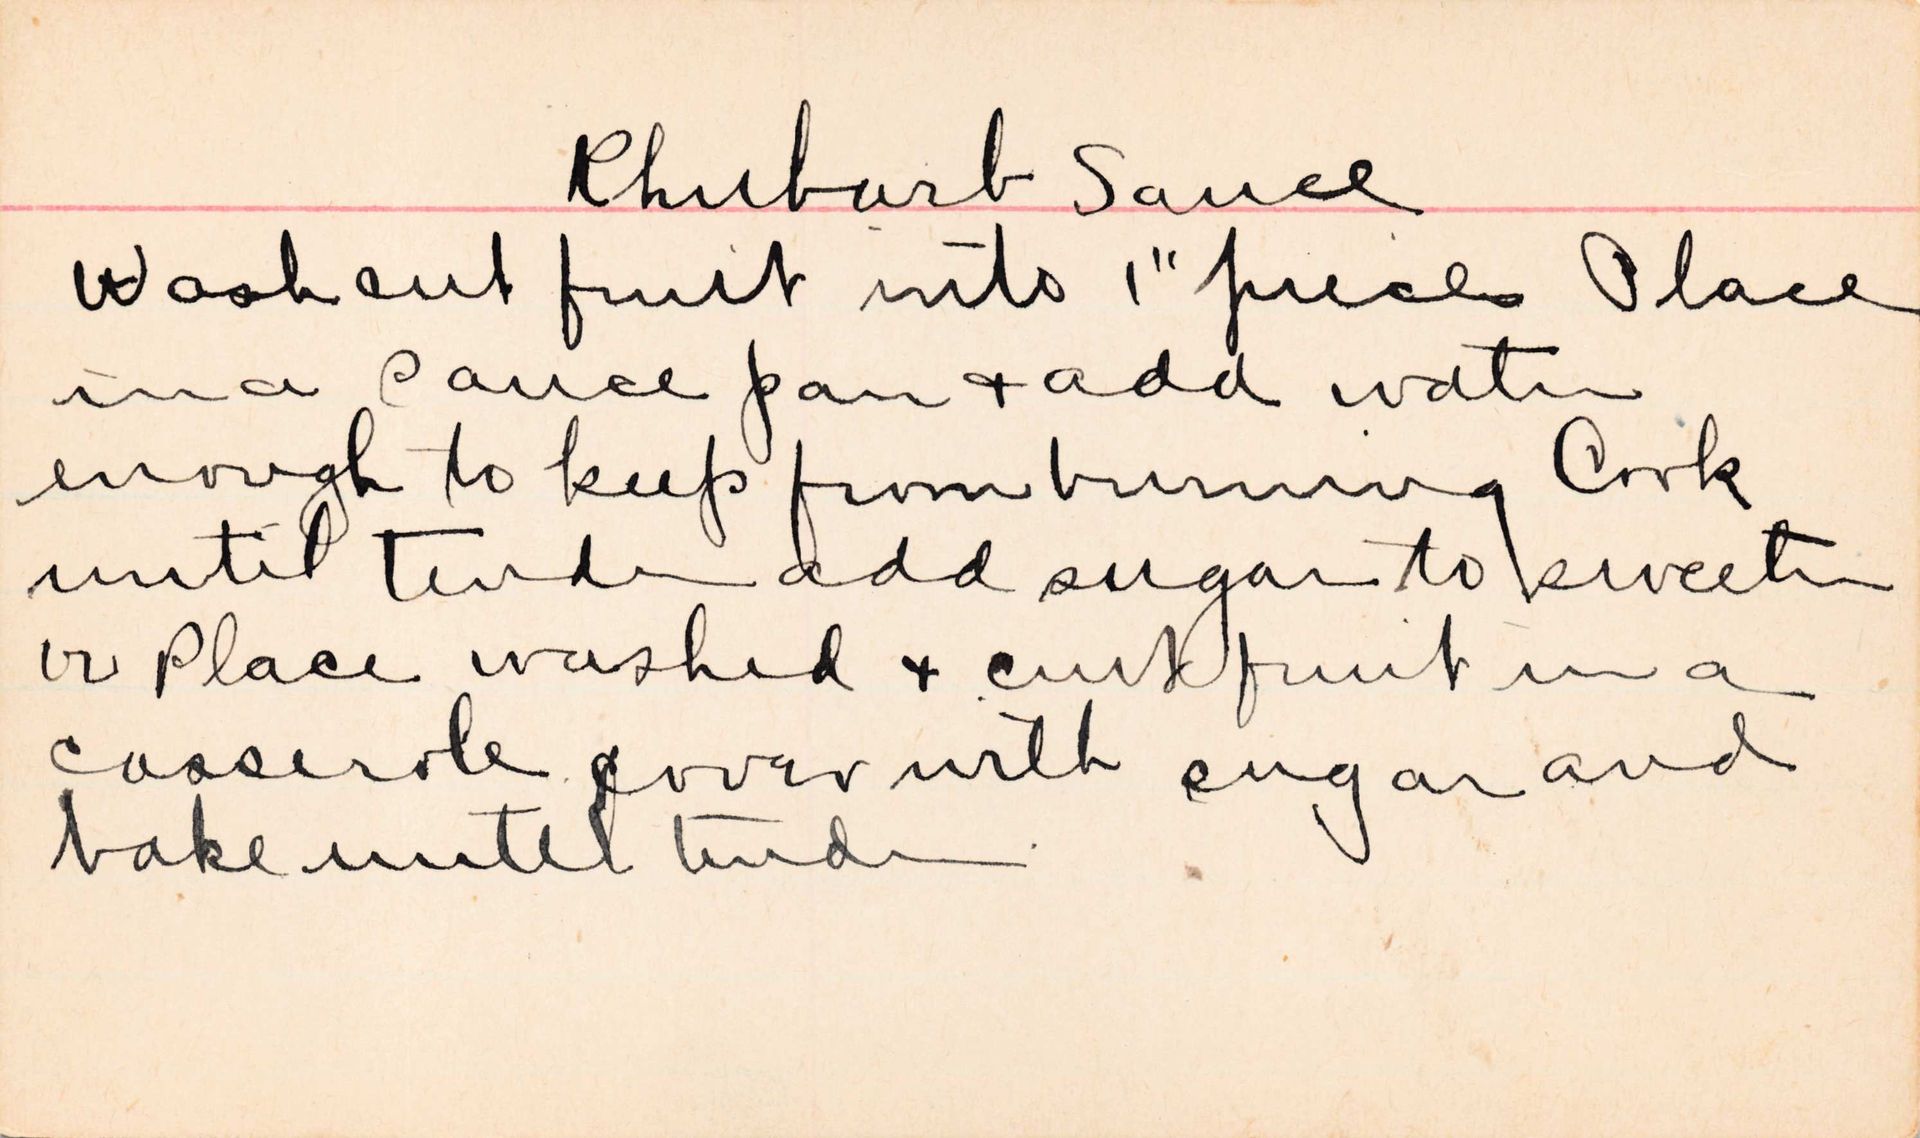 Rhubarb Sauce
Wash cut fruit into 1" pieces Place
in a sauce pan + add water
enough to keep from burning Cook
until tender add sugar to sweeten
or Place washed + cut fruit in a
casserole cover with sugar and
bake until tender